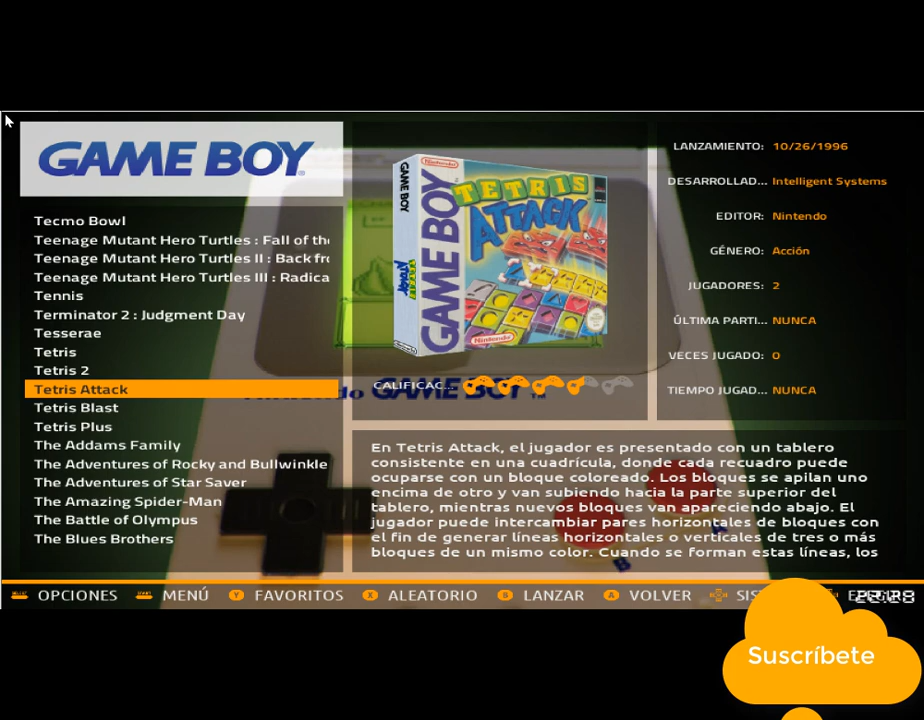 GAME BOY
Tecmo Bowl
Teenage Mutant Hero Turtles : Fall of the
Teenage Mutant Hero Turtles II : Back fro
Teenage Mutant Hero Turtles III : Radica
Tennis
Terminator 2 : Judgment Day
Tesserae
Tetris
Tetris 2
Tetris Attack
Tetris Blast
Tetris Plus
The Addams Family
The Adventures of Rocky and Bullwinkle
The Adventures of Star Saver
The Amazing Spider-Man
The Battle of Olympus
The Blues Brothers
Nintendo
GAME BOY
TETRIS
ATTACK
GAME BOY
CALIFICAC...
GAME BOY TM
LANZAMIENTO: 10/26/1996
DESARROLLAD... Intelligent Systems
EDITOR: Nintendo
GÉNERO: Acción
JUGADORES: 2
ÚLTIMA PARTI... NUNCA
VECES JUGADO: 0
TIEMPO JUGAD... NUNCA
En Tetris Attack, el jugador es presentado con un tablero
consistente en una cuadrícula, donde cada recuadro puede
ocuparse con un bloque coloreado. Los bloques se apilan uno
encima de otro y van subiendo hacia la parte superior del
tablero, mientras nuevos bloques van apareciendo abajo. El
jugador puede intercambiar pares horizontales de bloques con
el fin de generar líneas horizontales o verticales de tres o más
bloques de un mismo color. Cuando se forman estas líneas, los
A
B
OPCIONES MENÚ Y FAVORITOS X ALEATORIO B LANZAR A VOLVER
22:28
Suscríbete